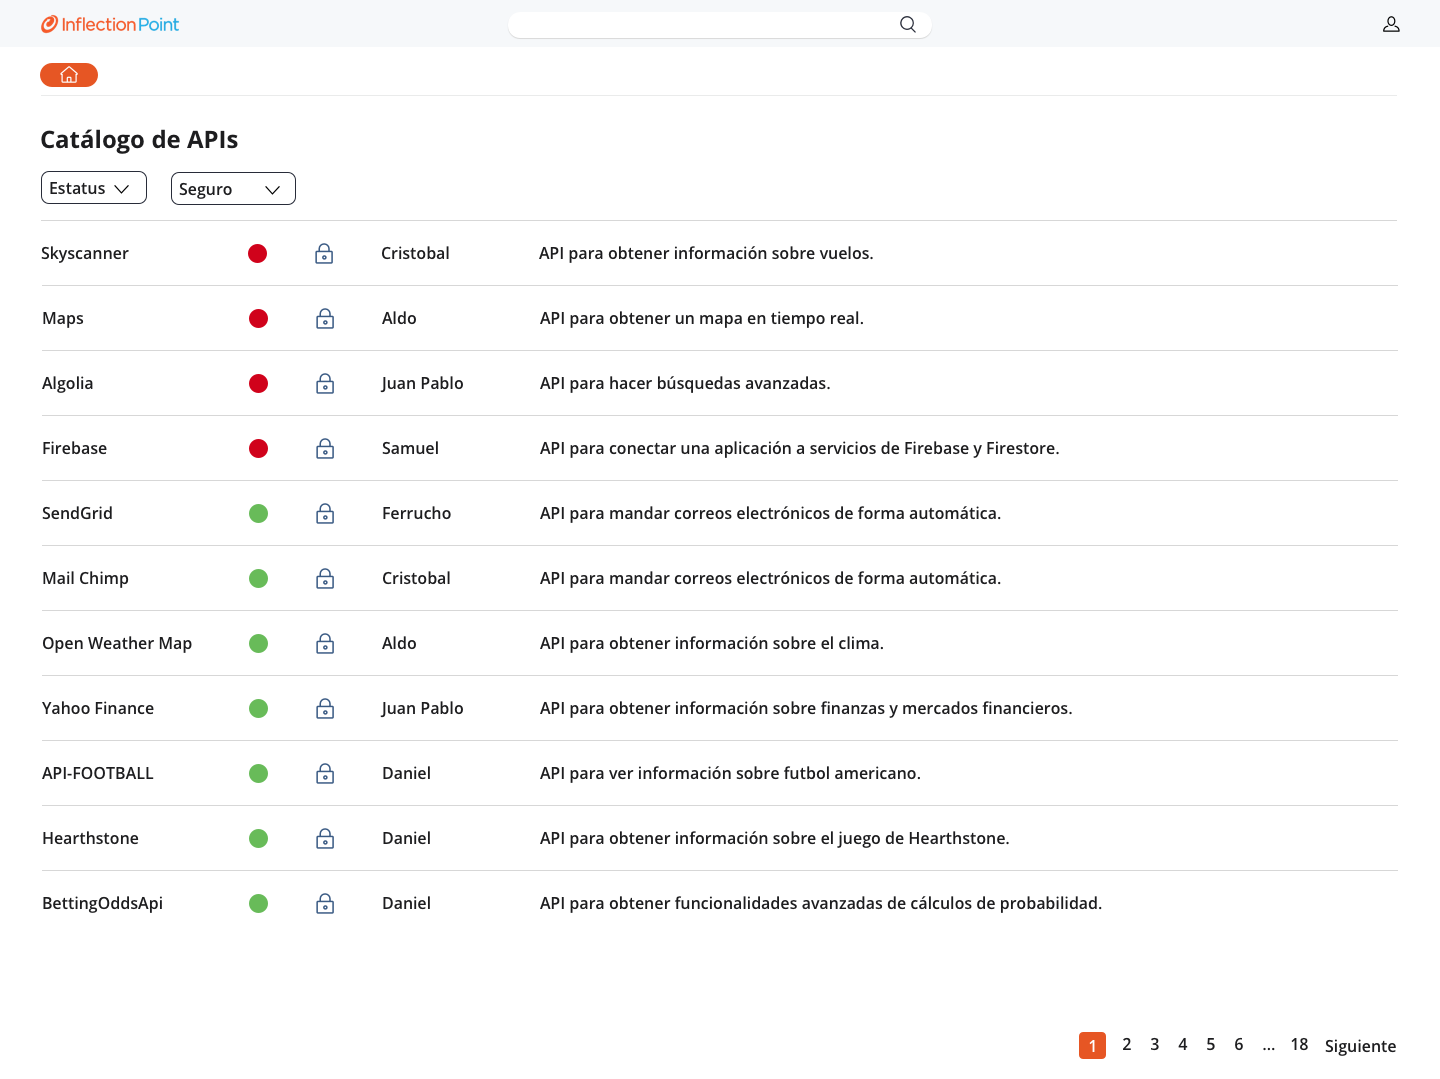 InflectionPoint
Catálogo de APIs
Estatus
Seguro
Skyscanner Cristobal API para obtener información sobre vuelos.
Maps Aldo API para obtener un mapa en tiempo real.
Algolia Juan Pablo API para hacer búsquedas avanzadas.
Firebase Samuel API para conectar una aplicación a servicios de Firebase y Firestore.
SendGrid Ferrucho API para mandar correos electrónicos de forma automática.
Mail Chimp Cristobal API para mandar correos electrónicos de forma automática.
Open Weather Map Aldo API para obtener información sobre el clima.
Yahoo Finance Juan Pablo API para obtener información sobre finanzas y mercados financieros.
API-FOOTBALL Daniel API para ver información sobre futbol americano.
Hearthstone Daniel API para obtener información sobre el juego de Hearthstone.
BettingOddsApi Daniel API para obtener funcionalidades avanzadas de cálculos de probabilidad.
1 2 3 4 5 6 ... 18 Siguiente